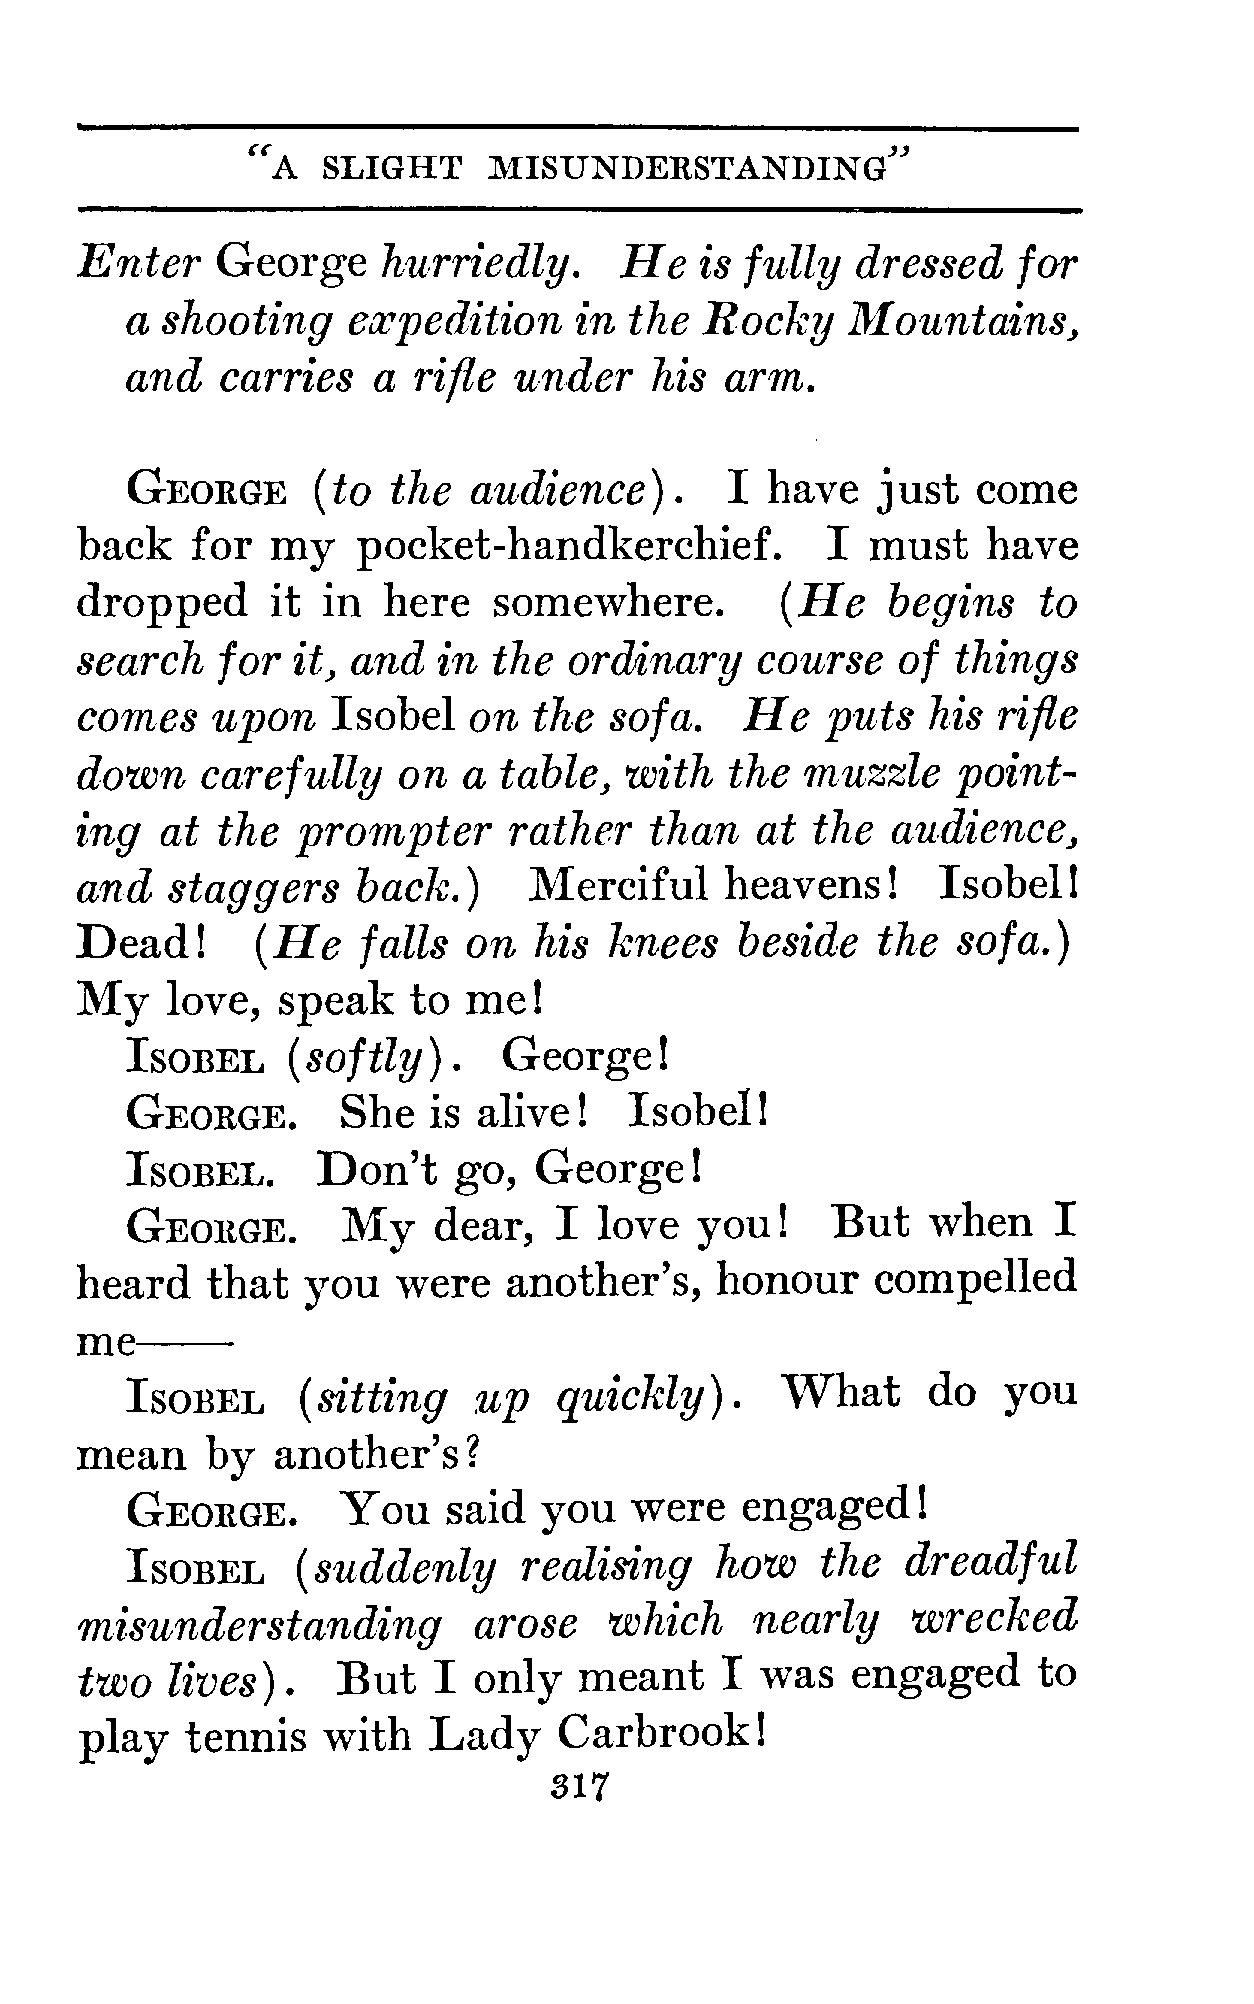 “A SLIGHT MISUNDERSTANDING”
Enter George hurriedly. He is fully dressed for
a shooting expedition in the Rocky Mountains,
and carries a rifle under his arm.
GEORGE (to the audience). I have just come
back for my pocket-handkerchief. I must have
dropped it in here somewhere. (He begins to
search for it, and in the ordinary course of things
comes upon Isobel on the sofa. He puts his rifle
down carefully on a table, with the muzzle point-
ing at the prompter rather than at the audience,
and staggers back.) Merciful heavens! Isobel!
Dead! (He falls on his knees beside the sofa.)
My love, speak to me!
ISOBEL (softly). George!
GEORGE. She is alive! Isobel!
ISOBEL. Don't go, George!
GEORGE. My dear, I love you! But when I
heard that you were another's, honour compelled
me——
ISOBEL (sitting up quickly). What do you
mean by another's?
GEORGE. You said you were engaged!
ISOBEL (suddenly realising how the dreadful
misunderstanding arose which nearly wrecked
two lives). But I only meant I was engaged to
play tennis with Lady Carbrook!
317